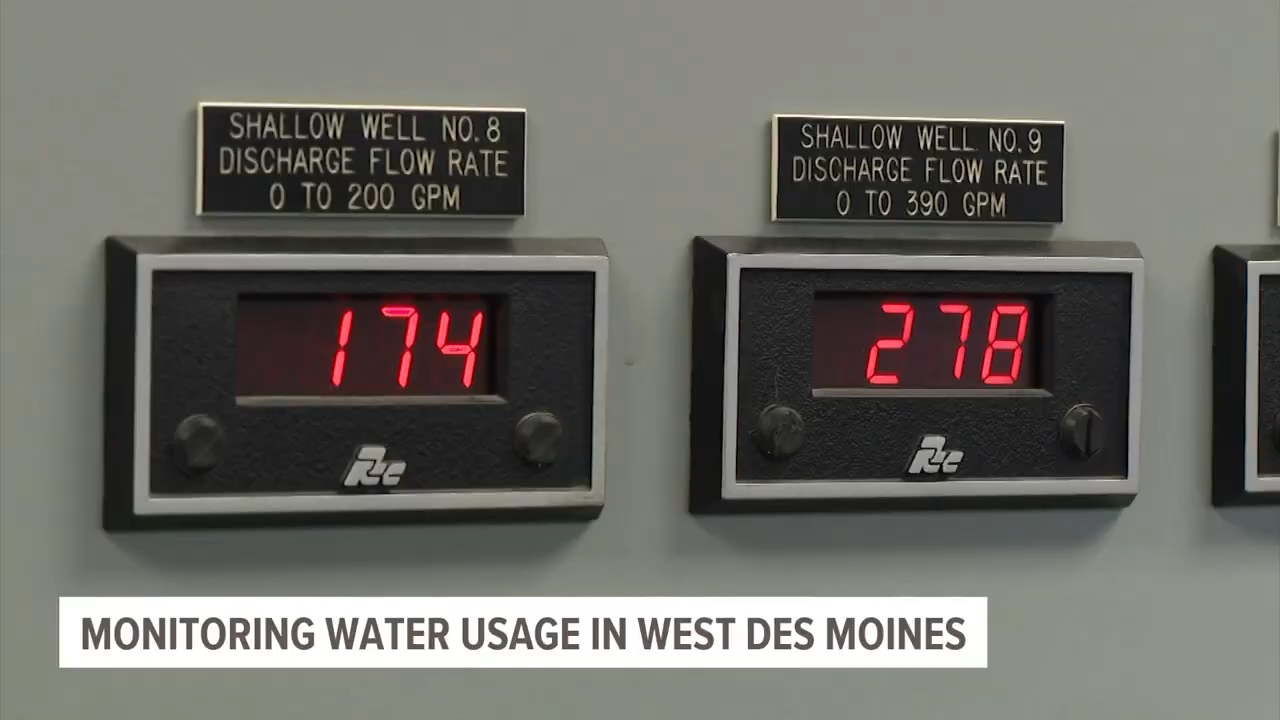 SHALLOW WELL NO. 8
DISCHARGE FLOW RATE
0 TO 200 GPM
174
SHALLOW WELL NO. 9
DISCHARGE FLOW RATE
0 TO 390 GPM
278
MONITORING WATER USAGE IN WEST DES MOINES